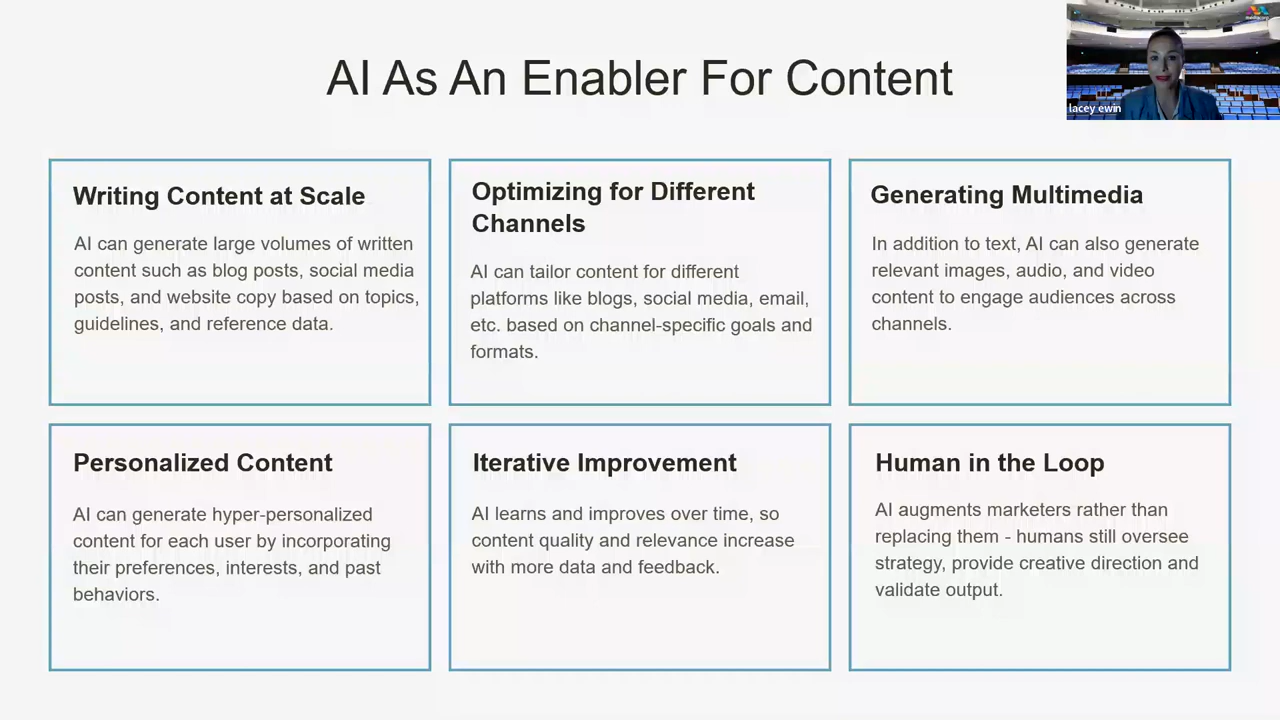 AI As An Enabler For Content
lacey ewin
Writing Content at Scale
AI can generate large volumes of written
content such as blog posts, social media
posts, and website copy based on topics,
guidelines, and reference data.
Optimizing for Different
Channels
AI can tailor content for different
platforms like blogs, social media, email,
etc. based on channel-specific goals and
formats.
Generating Multimedia
In addition to text, AI can also generate
relevant images, audio, and video
content to engage audiences across
channels.
Personalized Content
AI can generate hyper-personalized
content for each user by incorporating
their preferences, interests, and past
behaviors.
Iterative Improvement
AI learns and improves over time, so
content quality and relevance increase
with more data and feedback.
Human in the Loop
AI augments marketers rather than
replacing them - humans still oversee
strategy, provide creative direction and
validate output.